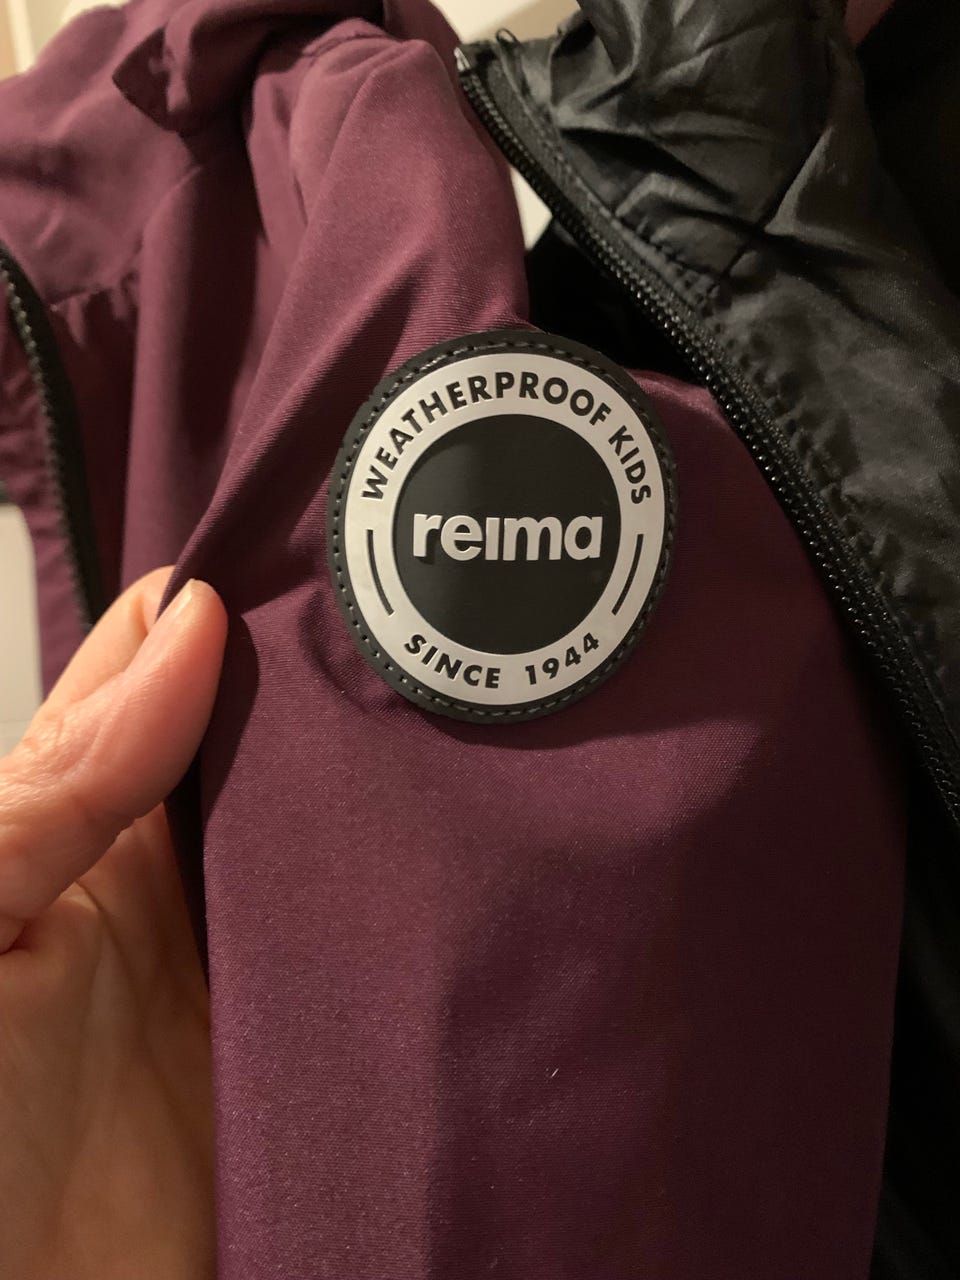 WEATHERPROOF KIDS
reima
SINCE 1944